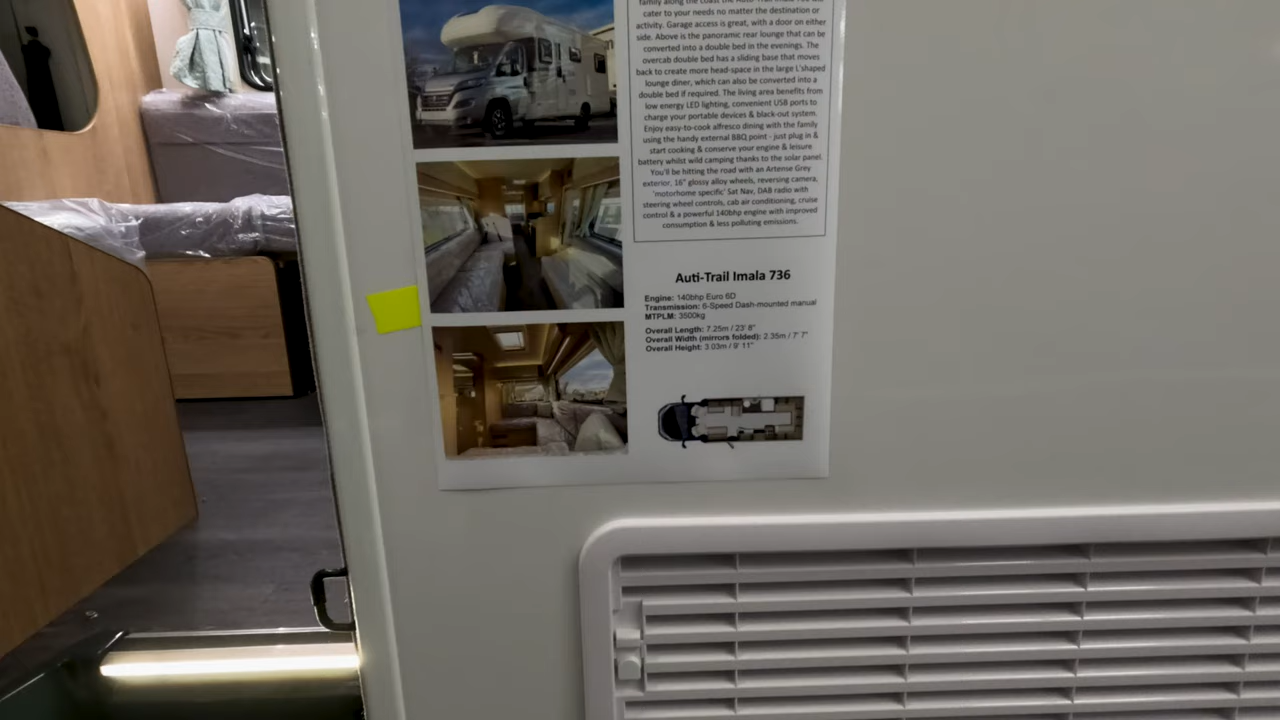 family along the coast the Auto-Trail Imala 736 will
cater to your needs no matter the destination or
activity. Garage access is great, with a door on either
side. Above is the panoramic rear lounge that can be
converted into a double bed in the evenings. The
overcab double bed has a sliding base that moves
back to create more head-space in the large L'shaped
lounge diner, which can also be converted into a
double bed if required. The living area benefits from
low energy LED lighting, convenient USB ports to
charge your portable devices & black-out system.
Enjoy easy-to-cook alfresco dining with the family
using the handy external BBQ point - just plug in &
start cooking & conserve your engine & leisure
battery whilst wild camping thanks to the solar panel.
You'll be hitting the road with an Artense Grey
exterior, 16" glossy alloy wheels, reversing camera,
'motorhome specific' Sat Nav, DAB radio with
steering wheel controls, cab air conditioning, cruise
control & a powerful 140bhp engine with improved
consumption & less polluting emissions.
Auti-Trail Imala 736
Engine: 140bhp Euro 6D
Transmission: 6-Speed Dash-mounted manual
MTPLM: 3500kg
Overall Length: 7.25m / 23' 8"
Overall Width (mirrors folded): 2.35m / 7' 7"
Overall Height: 3.03m / 9' 11"